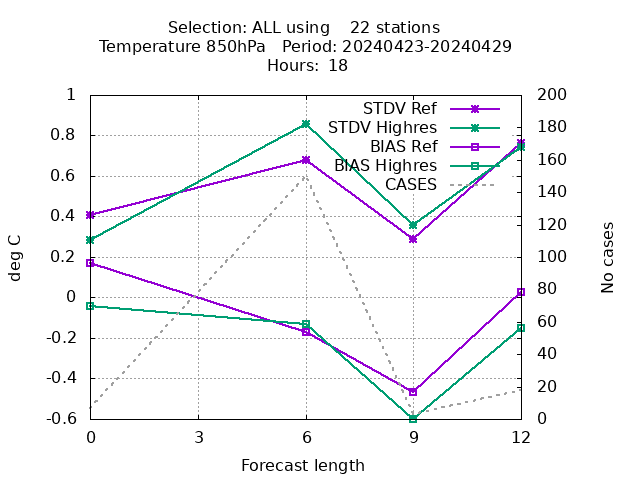 Selection: ALL using    22 stations
Temperature 850hPa   Period: 20240423-20240429
Hours:  18
STDV Ref
STDV Highres
BIAS Ref
BIAS Highres
CASES
1
0.8
0.6
0.4
0.2
0
-0.2
-0.4
-0.6
deg C
200
180
160
140
120
100
80
60
40
20
0
No cases
0 3 6 9 12
Forecast length